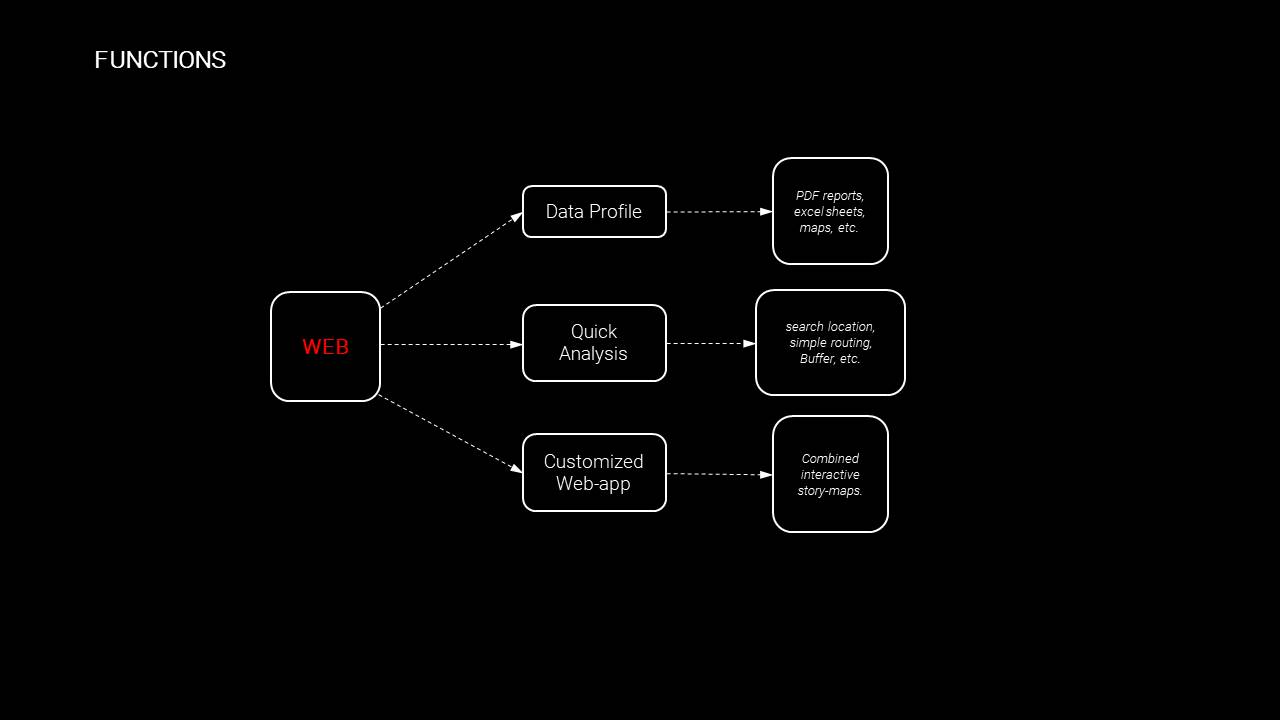 FUNCTIONS
WEB
Data Profile
PDF reports,
excel sheets,
maps, etc.
Quick
Analysis
search location,
simple routing,
Buffer, etc.
Customized
Web-app
Combined
interactive
story-maps.